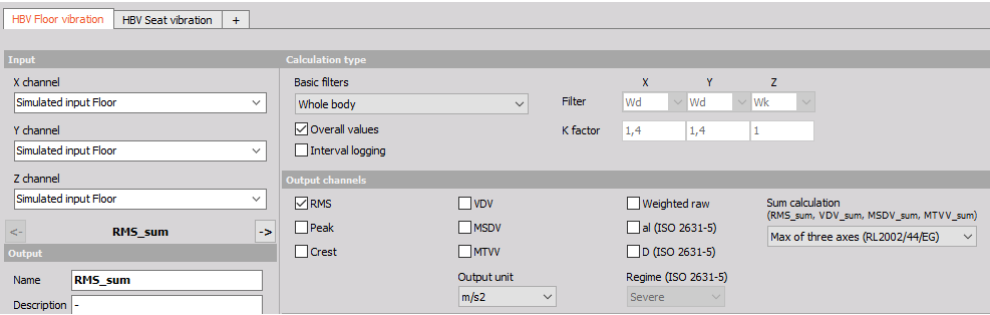 HBV Floor vibration HBV Seat vibration +
Input
X channel
Simulated input Floor
Y channel
Simulated input Floor
Z channel
Simulated input Floor
<- RMS_sum ->
Output
Name RMS_sum
Description -
Calculation type
Basic filters
Whole body
Overall values
Interval logging
X Y Z
Filter Wd Wd Wk
K factor 1,4 1,4 1
Output channels
RMS
Peak
Crest
VDV
MSDV
MTVV
Output unit
m/s2
Weighted raw
al (ISO 2631-5)
D (ISO 2631-5)
Regime (ISO 2631-5)
Severe
Sum calculation
(RMS_sum, VDV_sum, MSDV_sum, MTVV_sum)
Max of three axes (RL2002/44/EG)